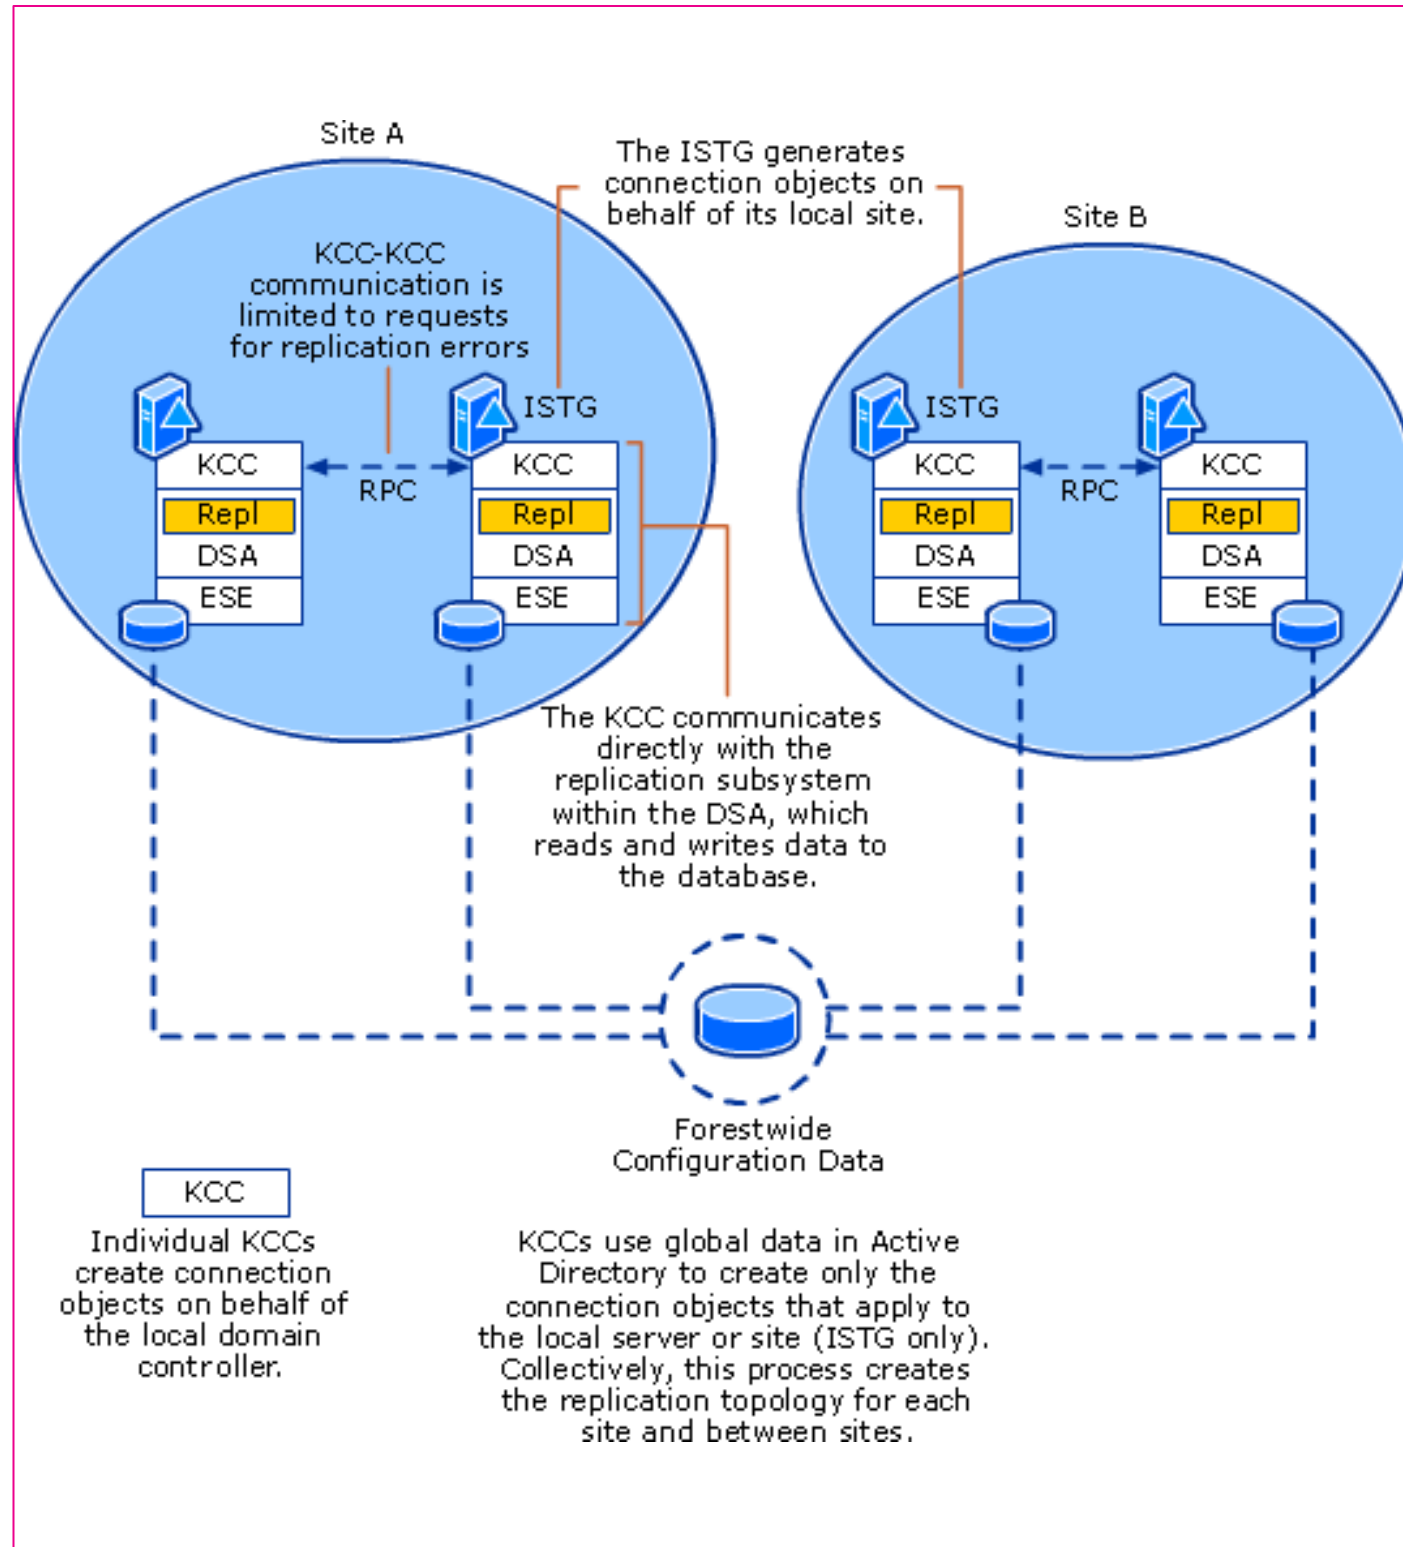 Site A
The ISTG generates
connection objects on
behalf of its local site.
Site B
KCC-KCC
communication is
limited to requests
for replication errors
ISTG
ISTG
KCC
RPC
KCC
KCC
RPC
KCC
Repl
Repl
Repl
Repl
DSA
DSA
DSA
DSA
ESE
ESE
ESE
ESE
The KCC communicates
directly with the
replication subsystem
within the DSA, which
reads and writes data to
the database.
Forestwide
Configuration Data
KCC
Individual KCCs
create connection
objects on behalf of
the local domain
controller.
KCCs use global data in Active
Directory to create only the
connection objects that apply to
the local server or site (ISTG only).
Collectively, this process creates
the replication topology for each
site and between sites.